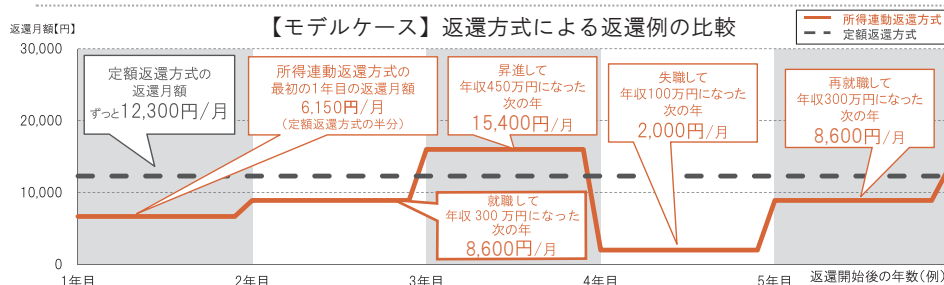 【モデルケース】返還方式による返還例の比較
所得連動返還方式
定額返還方式
返還月額[円]
30,000
20,000
10,000
0
定額返還方式の
返還月額
ずっと12,300円/月
所得連動返還方式の
最初の1年目の返還月額
6,150円/月
(定額返還方式の半分)
昇進して
年収450万円になった
次の年
15,400円/月
失職して
年収100万円になった
次の年
2,000円/月
再就職して
年収300万円になった
次の年
8,600円/月
就職して
年収300万円になった
次の年
8,600円/月
1年目
2年目
3年目
4年目
5年目
返還開始後の年数(例)